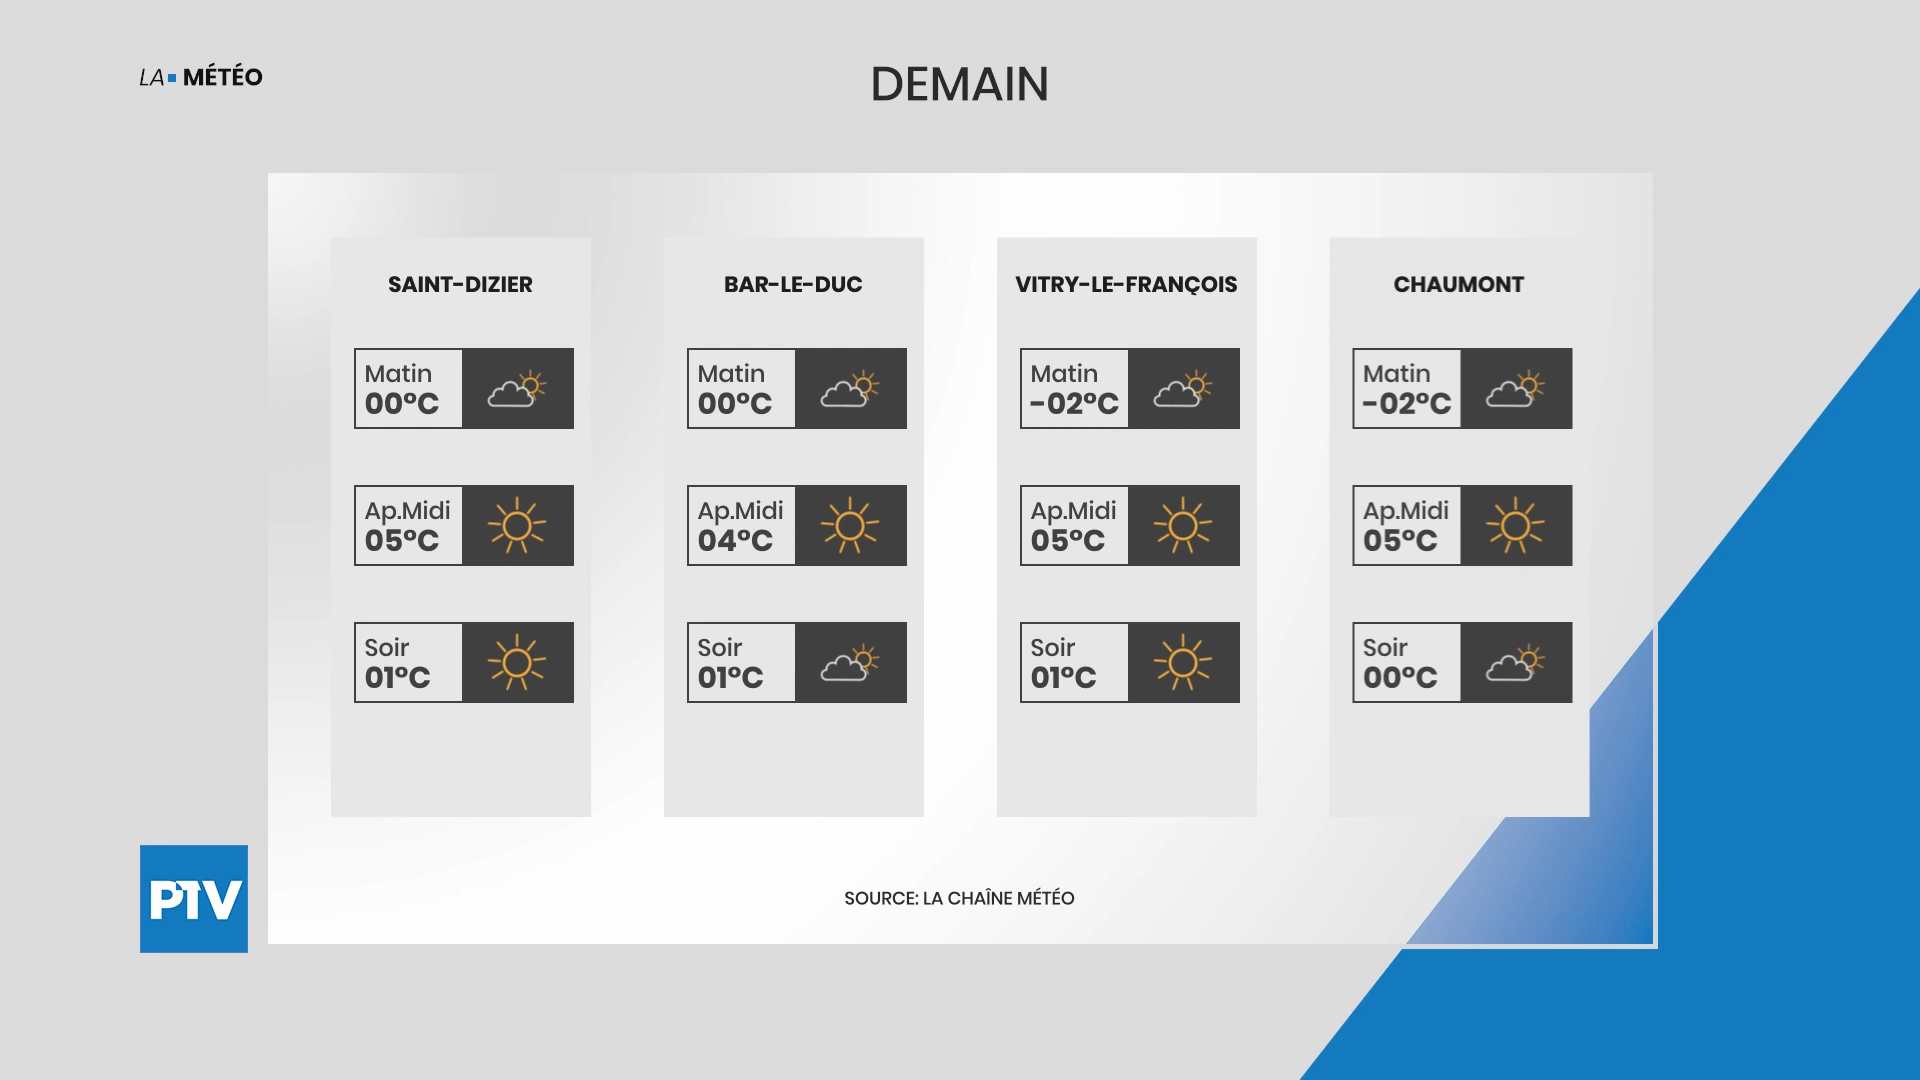 LA MÉTÉO
DEMAIN
SAINT-DIZIER
Matin
00°C
Ap.Midi
05°C
Soir
01°C
BAR-LE-DUC
Matin
00°C
Ap.Midi
04°C
Soir
01°C
VITRY-LE-FRANÇOIS
Matin
-02°C
Ap.Midi
05°C
Soir
01°C
CHAUMONT
Matin
-02°C
Ap.Midi
05°C
Soir
00°C
PTV
SOURCE: LA CHAÎNE MÉTÉO